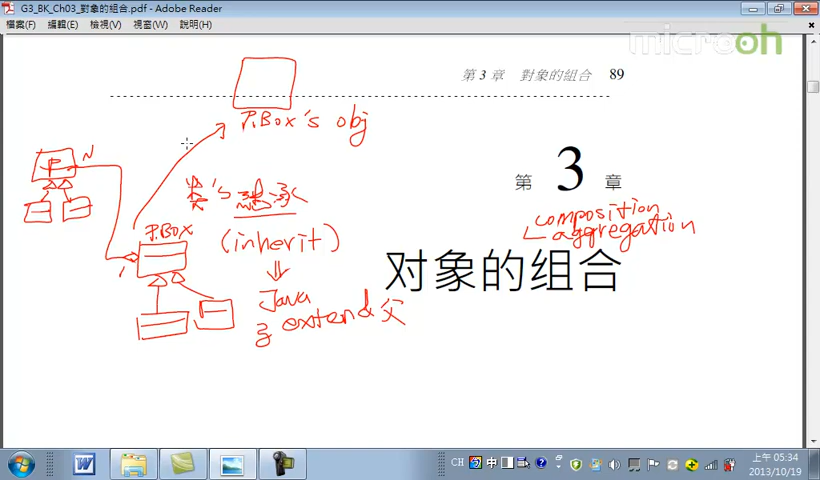 G3_BK_Ch03_對象的組合.pdf - Adobe Reader
檔案(F) 編輯(E) 檢視(V) 視窗(W) 說明(H)
microoh
第 3 章 對象的組合 89
P.Box's obj
P N
第 3 章
类's 继承
composition
aggregation
P.BOX
(inherit)
对象的组合
1
Java
子 extend 父
CH 中
上午 05:34
2013/10/19